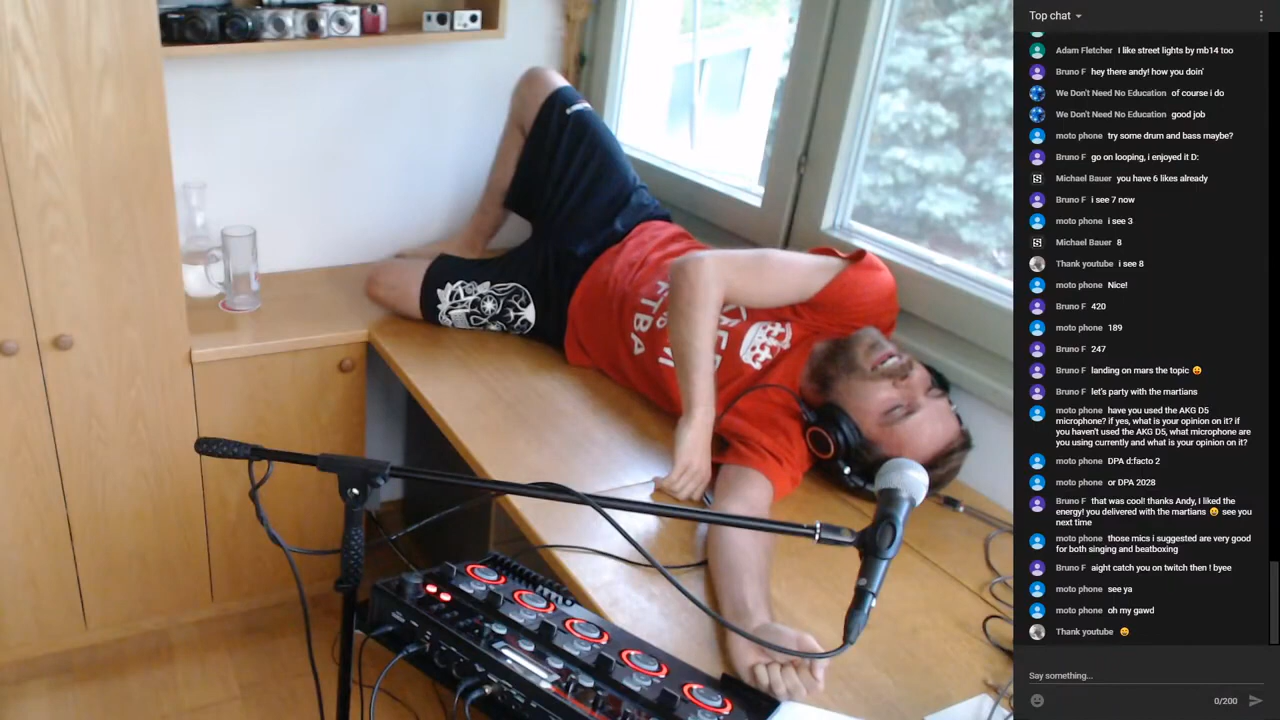 Top chat
Adam Fletcher I like street lights by mb14 too
Bruno F hey there andy! how you doin'
We Don't Need No Education of course i do
We Don't Need No Education good job
moto phone try some drum and bass maybe?
Bruno F go on looping, i enjoyed it D:
Michael Bauer you have 6 likes already
Bruno F i see 7 now
moto phone i see 3
Michael Bauer 8
Thank youtube i see 8
moto phone Nice!
Bruno F 420
moto phone 189
Bruno F 247
Bruno F landing on mars the topic 😛
Bruno F let's party with the martians
moto phone have you used the AKG D5
microphone? if yes, what is your opinion on it? if
you haven't used the AKG D5, what microphone are
you using currently and what is your opinion on it?
moto phone DPA d:facto 2
moto phone or DPA 2028
Bruno F that was cool! thanks Andy, I liked the
energy! you delivered with the martians 😛 see you
next time
moto phone those mics i suggested are very good
for both singing and beatboxing
Bruno F aight catch you on twitch then ! byee
moto phone see ya
moto phone oh my gawd
Thank youtube 😛
Say something...
0/200